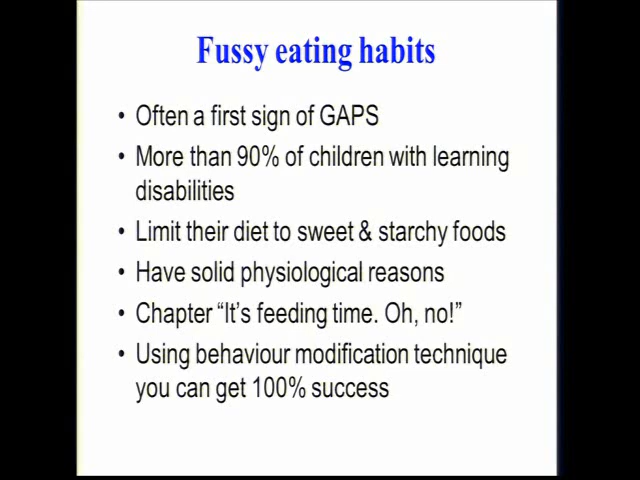 Fussy eating habits
• Often a first sign of GAPS
• More than 90% of children with learning
disabilities
• Limit their diet to sweet & starchy foods
• Have solid physiological reasons
• Chapter “It’s feeding time. Oh, no!”
• Using behaviour modification technique
you can get 100% success